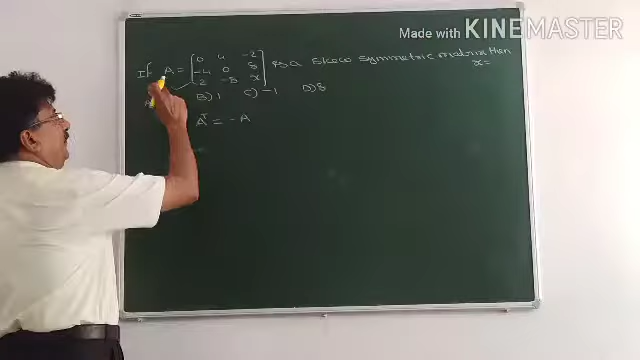 Made with KINEMASTER
If A = [ 0 4 -2
-4 0 8
2 -8 x ] is a Skew symmetric matrix then
x=
B) 1 C) -1 D) 8
Aᵀ = -A